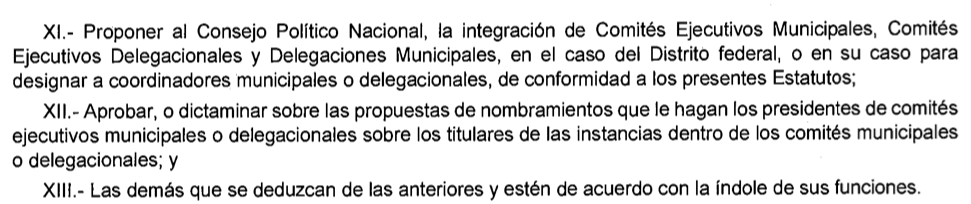 XI.- Proponer al Consejo Político Nacional, la integración de Comités Ejecutivos Municipales, Comités
Ejecutivos Delegacionales y Delegaciones Municipales, en el caso del Distrito federal, o en su caso para
designar a coordinadores municipales o delegacionales, de conformidad a los presentes Estatutos;
XII.- Aprobar, o dictaminar sobre las propuestas de nombramientos que le hagan los presidentes de comités
ejecutivos municipales o delegacionales sobre los titulares de las instancias dentro de los comités municipales
o delegacionales; y
XIII.- Las demás que se deduzcan de las anteriores y estén de acuerdo con la índole de sus funciones.